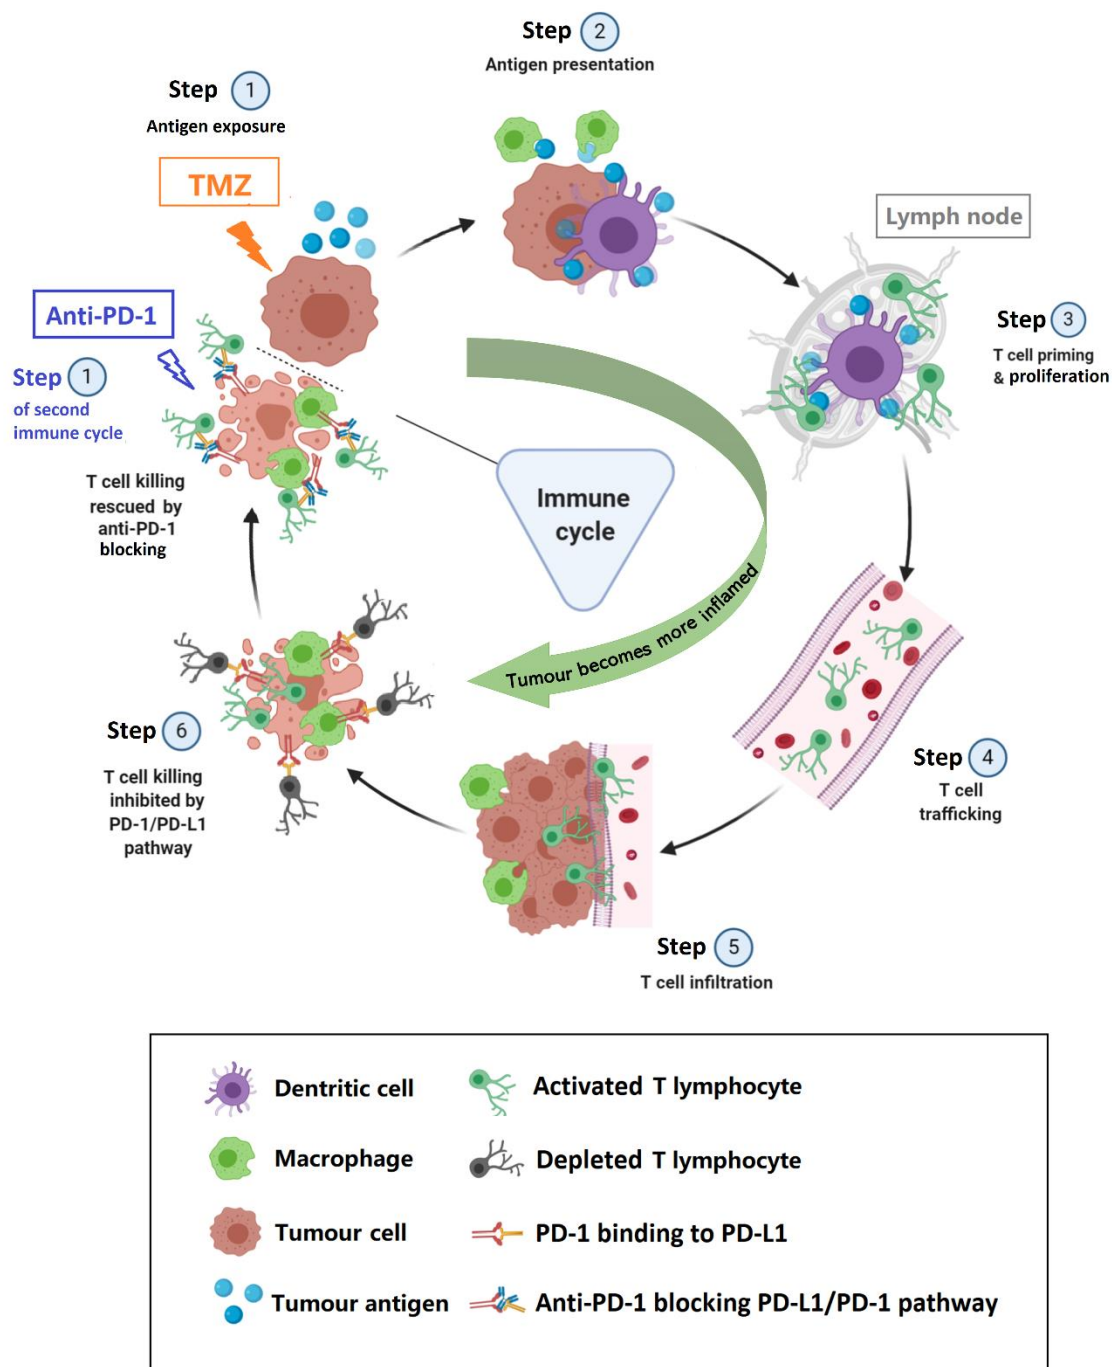 Step 2
Antigen presentation
Step 1
Antigen exposure
TMZ
Lymph node
Anti-PD-1
Step 3
T cell priming
& proliferation
Step 1
of second
immune cycle
T cell killing
rescued by
anti-PD-1
blocking
Immune
cycle
Tumour becomes more inflamed
Step 6
T cell killing
inhibited by
PD-1/PD-L1
pathway
Step 4
T cell
trafficking
Step 5
T cell infiltration
Dentritic cell
Activated T lymphocyte
Macrophage
Depleted T lymphocyte
Tumour cell
PD-1 binding to PD-L1
Tumour antigen
Anti-PD-1 blocking PD-L1/PD-1 pathway